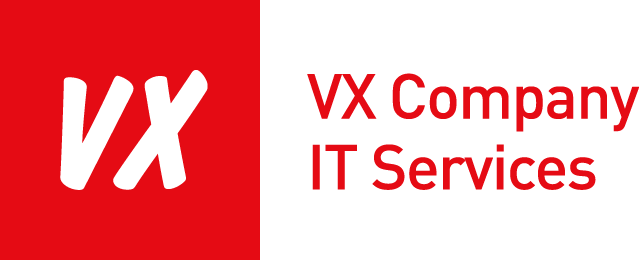 VX
VX Company
IT Services